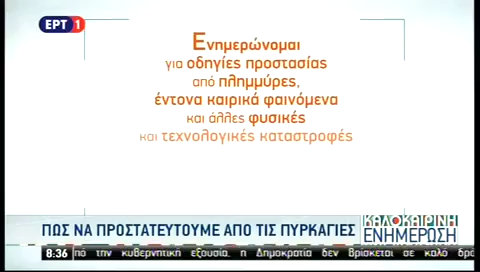 ΕΡΤ 1
Ενημερώνομαι
για οδηγίες προστασίας
από πλημμύρες,
έντονα καιρικά φαινόμενα
και άλλες φυσικές
και τεχνολογικές καταστροφές
ΠΩΣ ΝΑ ΠΡΟΣΤΑΤΕΥΤΟΥΜΕ ΑΠΟ ΤΙΣ ΠΥΡΚΑΓΙΕΣ
ΚΑΛΟΚΑΙΡΙΝΗ
ΕΝΗΜΕΡΩΣΗ
8:36 πό την κυβερνητική εξουσία, η Δημοκρατία δεν βρίσκεται σε καλό